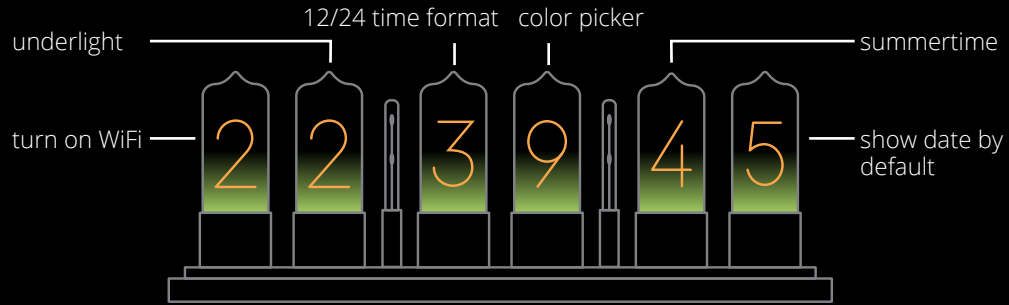 12/24 time format color picker
underlight
summertime
turn on WiFi
2 2 3 9 4 5
show date by
default